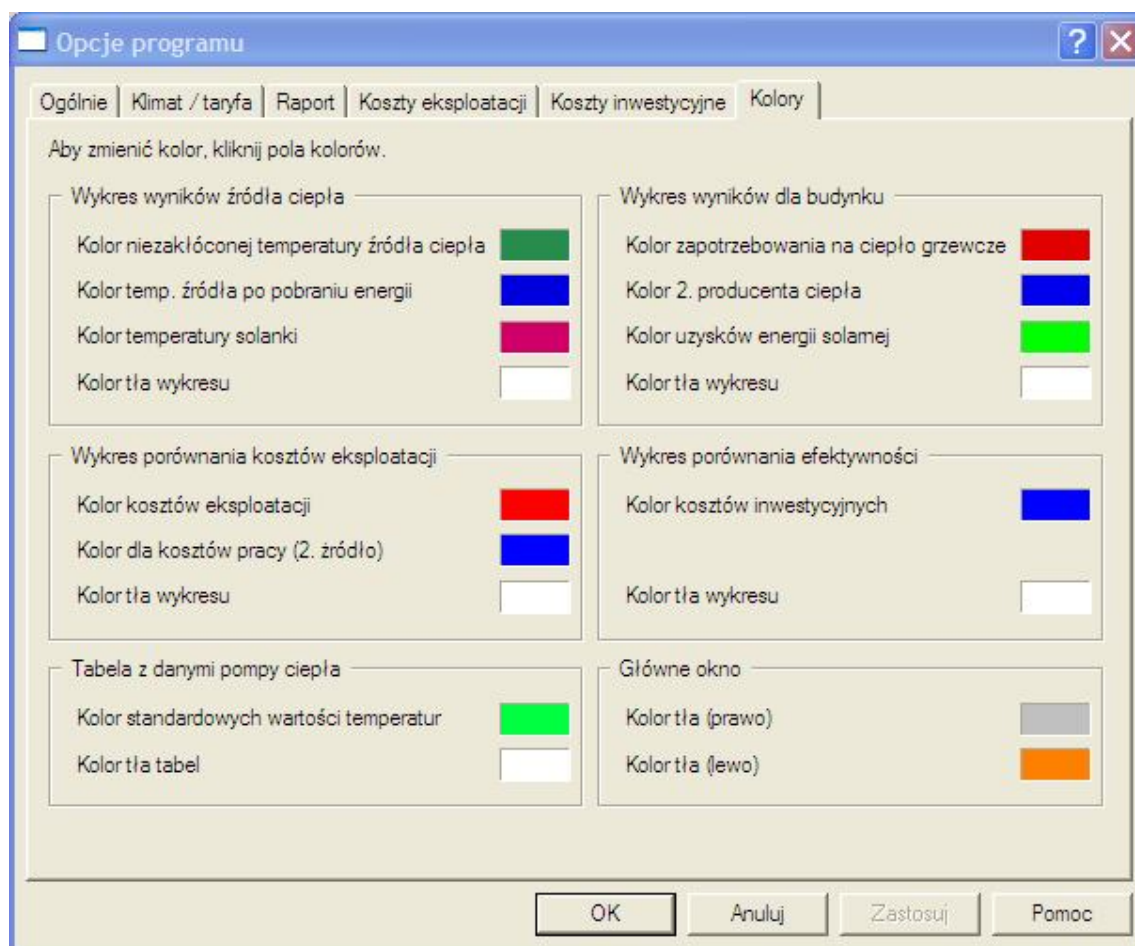 Opcje programu
Ogólnie Klimat / taryfa Raport Koszty eksploatacji Koszty inwestycyjne Kolory
Aby zmienić kolor, kliknij pola kolorów.
Wykres wyników źródła ciepła
Kolor niezakłóconej temperatury źródła ciepła
Kolor temp. źródła po pobraniu energii
Kolor temperatury solanki
Kolor tła wykresu
Wykres wyników dla budynku
Kolor zapotrzebowania na ciepło grzewcze
Kolor 2. producenta ciepła
Kolor uzysków energii solarnej
Kolor tła wykresu
Wykres porównania kosztów eksploatacji
Kolor kosztów eksploatacji
Kolor dla kosztów pracy (2. źródło)
Kolor tła wykresu
Wykres porównania efektywności
Kolor kosztów inwestycyjnych
Kolor tła wykresu
Tabela z danymi pompy ciepła
Kolor standardowych wartości temperatur
Kolor tła tabel
Główne okno
Kolor tła (prawo)
Kolor tła (lewo)
OK Anuluj Zastosuj Pomoc